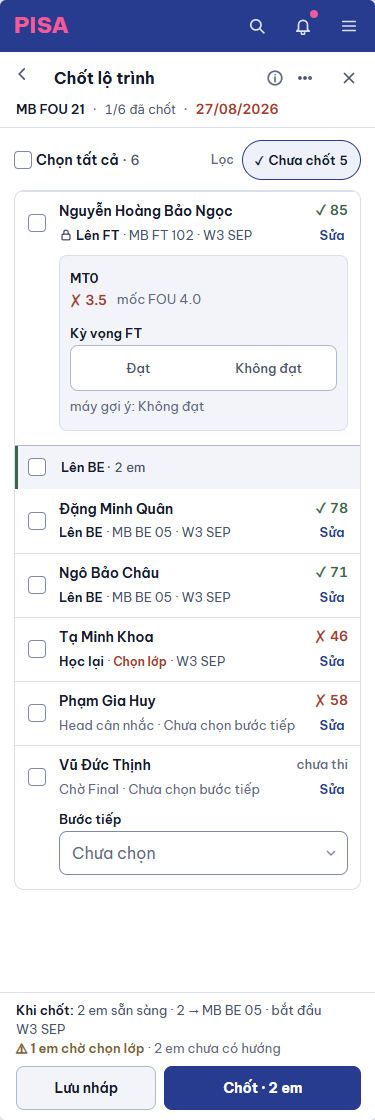 PISA
Chốt lộ trình
MB FOU 21 · 1/6 đã chốt · 27/08/2026
Chọn tất cả · 6
Lọc
✓ Chưa chốt 5
Nguyễn Hoàng Bảo Ngọc
✓ 85
Lên FT · MB FT 102 · W3 SEP
Sửa
MT0
✗ 3.5 mốc FOU 4.0
Kỳ vọng FT
Đạt
Không đạt
máy gợi ý: Không đạt
Lên BE · 2 em
Đặng Minh Quân
✓ 78
Lên BE · MB BE 05 · W3 SEP
Sửa
Ngô Bảo Châu
✓ 71
Lên BE · MB BE 05 · W3 SEP
Sửa
Tạ Minh Khoa
✗ 46
Học lại · Chọn lớp · W3 SEP
Sửa
Phạm Gia Huy
✗ 58
Head cân nhắc · Chưa chọn bước tiếp
Sửa
Vũ Đức Thịnh
chưa thi
Chờ Final · Chưa chọn bước tiếp
Sửa
Bước tiếp
Chưa chọn
Khi chốt: 2 em sẵn sàng · 2 → MB BE 05 · bắt đầu
W3 SEP
⚠ 1 em chờ chọn lớp · 2 em chưa có hướng
Lưu nháp
Chốt · 2 em